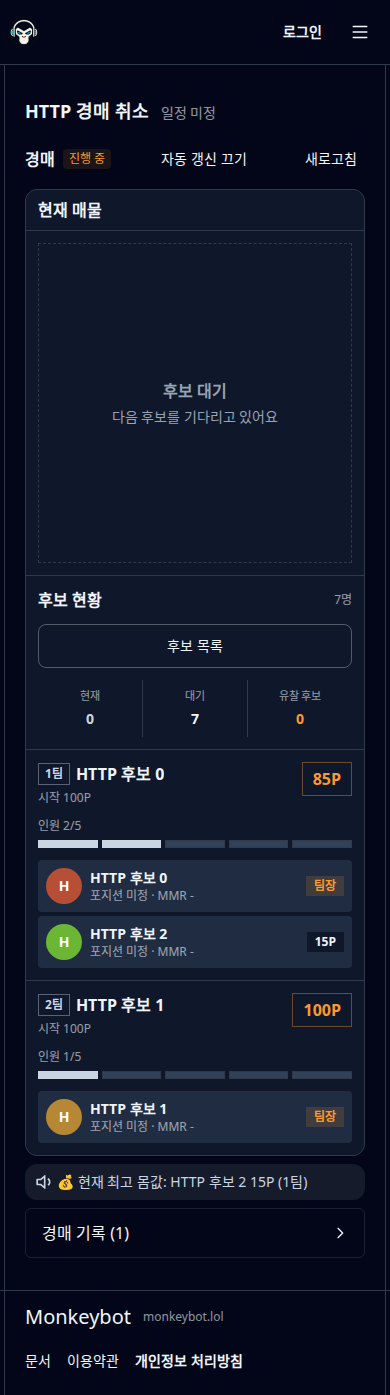 로그인
HTTP 경매 취소 일정 미정
경매 진행 중 자동 갱신 끄기 새로고침
현재 매물
후보 대기
다음 후보를 기다리고 있어요
후보 현황 7명
후보 목록
현재 대기 유찰 후보
0 7 0
1팀 HTTP 후보 0 85P
시작 100P
인원 2/5
H HTTP 후보 0 팀장
포지션 미정 · MMR -
H HTTP 후보 2 15P
포지션 미정 · MMR -
2팀 HTTP 후보 1 100P
시작 100P
인원 1/5
H HTTP 후보 1 팀장
포지션 미정 · MMR -
💰 현재 최고 몸값: HTTP 후보 2 15P (1팀)
경매 기록 (1)
Monkeybot monkeybot.lol
문서 이용약관 개인정보 처리방침